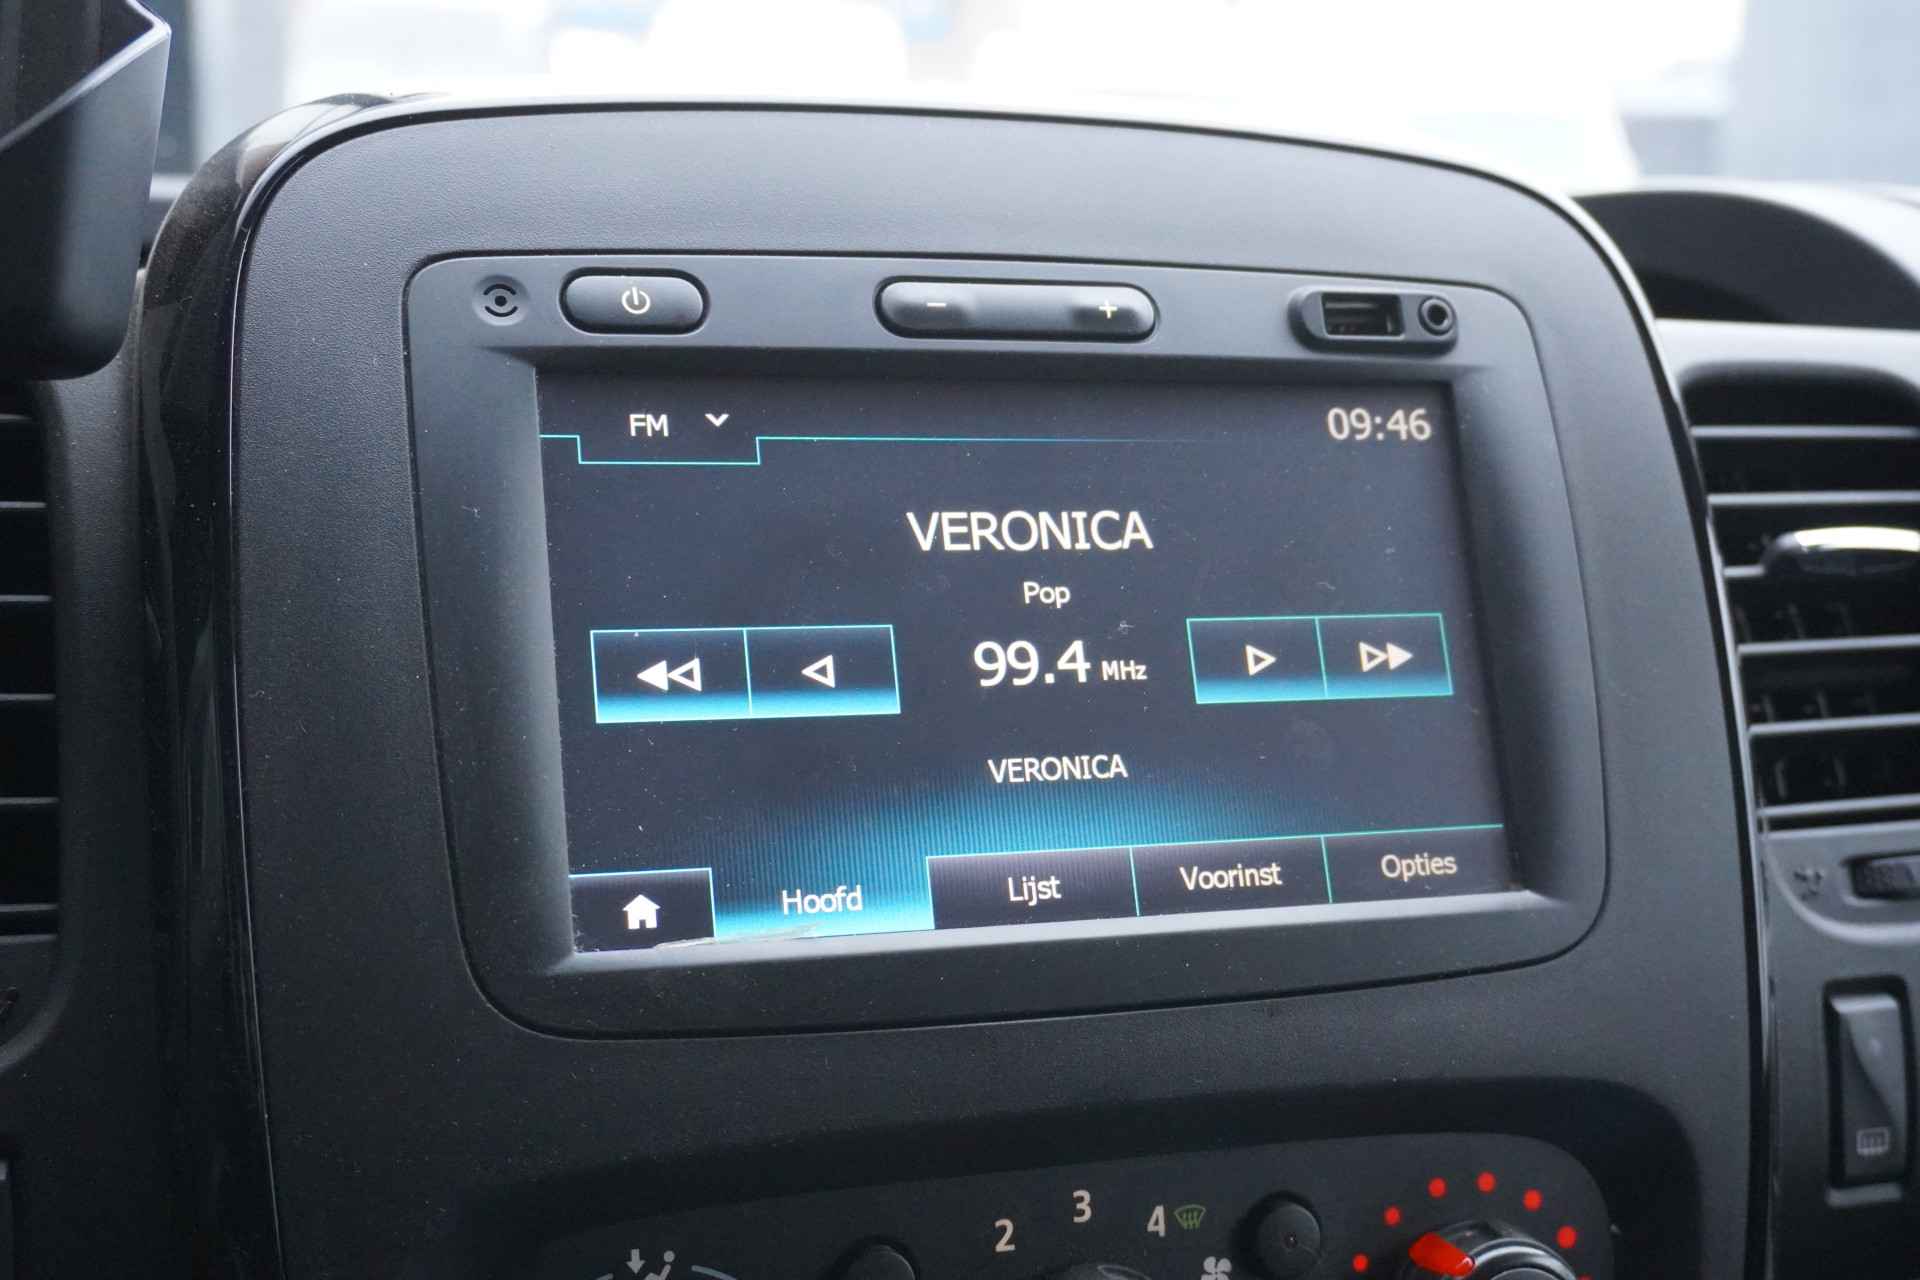 FM
09:46
VERONICA
Pop
99.4 MHz
VERONICA
Hoofd
Lijst
Voorinst
Opties
2
3
4